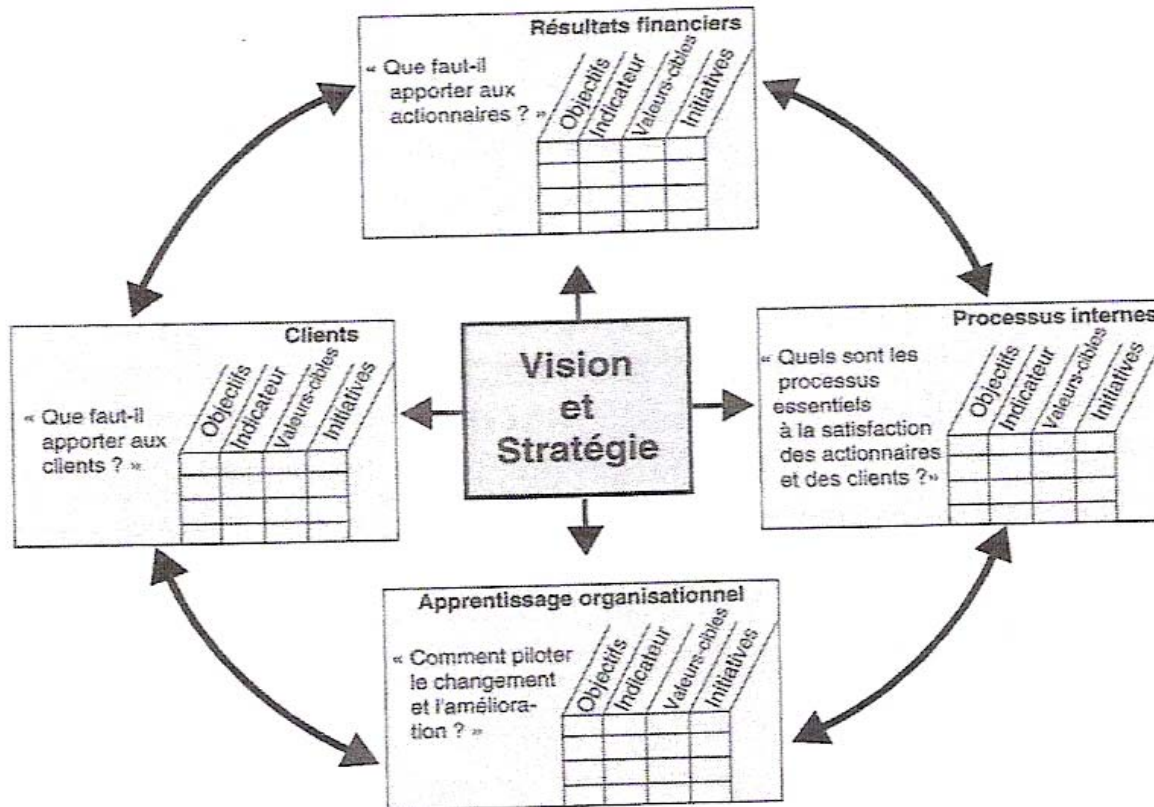 Résultats financiers
« Que faut-il
apporter aux
actionnaires ? »
Objectifs
Indicateur
Valeurs-cibles
Initiatives
Clients
« Que faut-il
apporter aux
clients ? »
Objectifs
Indicateur
Valeurs-cibles
Initiatives
Vision
et
Stratégie
Processus internes
« Quels sont les
processus
essentiels
à la satisfaction
des actionnaires
et des clients ?»
Objectifs
Indicateur
Valeurs-cibles
Initiatives
Apprentissage organisationnel
« Comment piloter
le changement
et l'améliora-
tion ? »
Objectifs
Indicateur
Valeurs-cibles
Initiatives